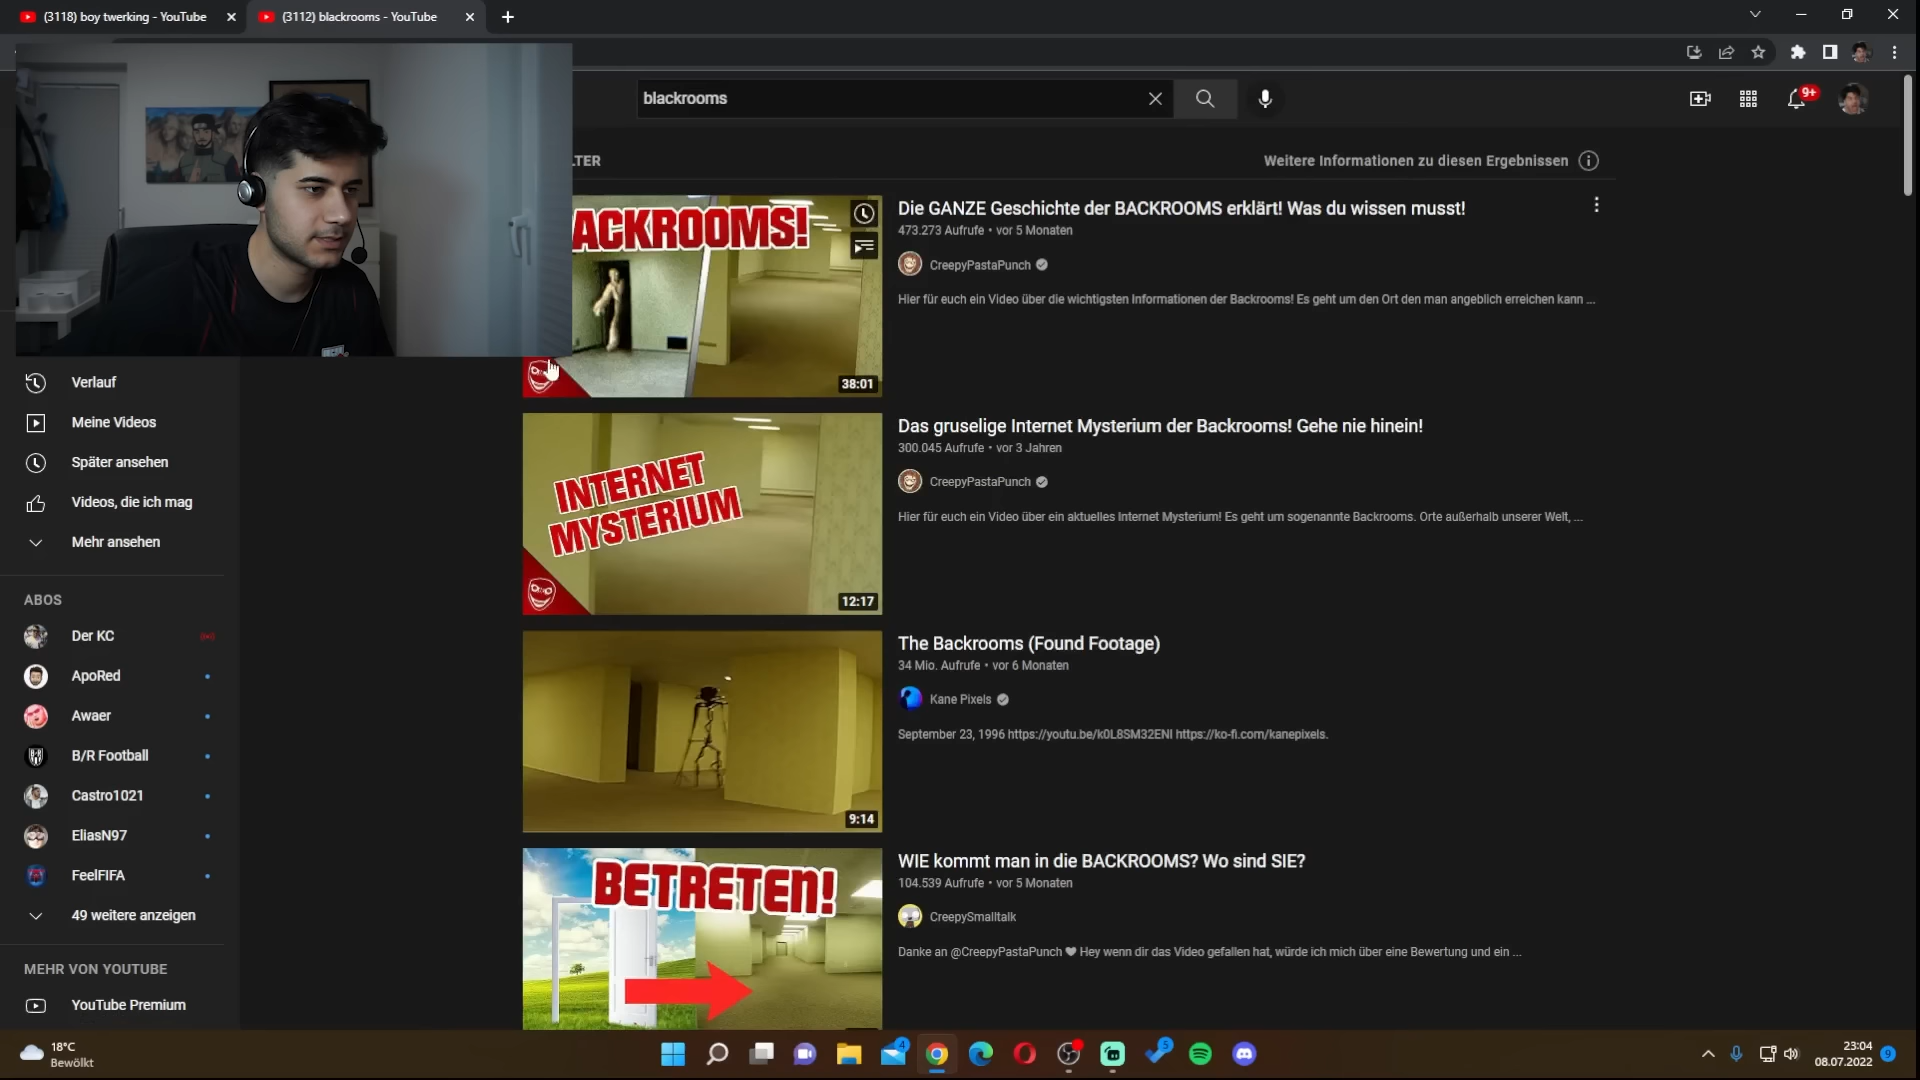 (3118) boy twerking - YouTube
(3112) blackrooms - YouTube
blackrooms
9+
LTER
Weitere Informationen zu diesen Ergebnissen
ACKROOMS!
38:01
Die GANZE Geschichte der BACKROOMS erklärt! Was du wissen musst!
473.273 Aufrufe • vor 5 Monaten
CreepyPastaPunch
Hier für euch ein Video über die wichtigsten Informationen der Backrooms! Es geht um den Ort den man angeblich erreichen kann ...
Verlauf
Meine Videos
Später ansehen
Videos, die ich mag
Mehr ansehen
INTERNET
MYSTERIUM
12:17
Das gruselige Internet Mysterium der Backrooms! Gehe nie hinein!
300.045 Aufrufe • vor 3 Jahren
CreepyPastaPunch
Hier für euch ein Video über ein aktuelles Internet Mysterium! Es geht um sogenannte Backrooms. Orte außerhalb unserer Welt, ...
ABOS
Der KC
ApoRed
Awaer
B/R Football
Castro1021
EliasN97
FeelFIFA
49 weitere anzeigen
9:14
The Backrooms (Found Footage)
34 Mio. Aufrufe • vor 6 Monaten
Kane Pixels
September 23, 1996 https://youtu.be/k0L8SM32ENI https://ko-fi.com/kanepixels.
BETRETEN!
WIE kommt man in die BACKROOMS? Wo sind SIE?
104.539 Aufrufe • vor 5 Monaten
CreepySmalltalk
Danke an @CreepyPastaPunch ♥ Hey wenn dir das Video gefallen hat, würde ich mich über eine Bewertung und ein ...
MEHR VON YOUTUBE
YouTube Premium
18°C
Bewölkt
4
5
23:04
08.07.2022
9